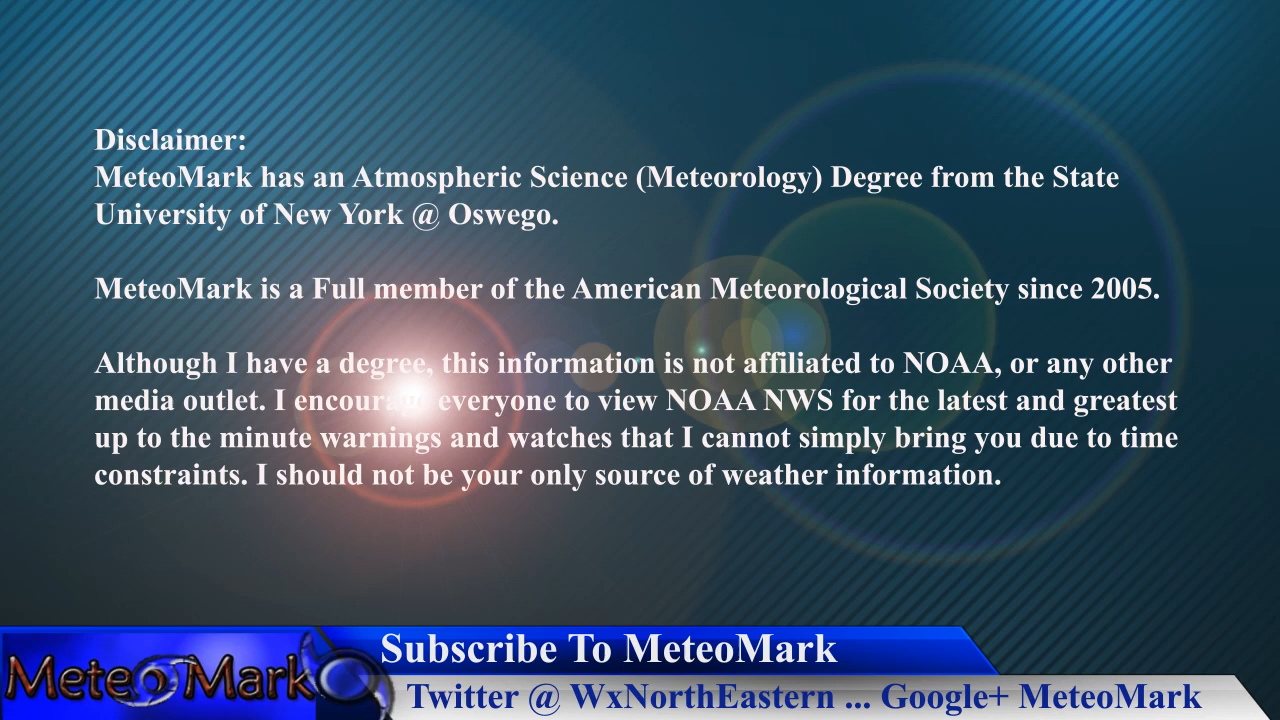 Disclaimer:
MeteoMark has an Atmospheric Science (Meteorology) Degree from the State
University of New York @ Oswego.
MeteoMark is a Full member of the American Meteorological Society since 2005.
Although I have a degree, this information is not affiliated to NOAA, or any other
media outlet. I encourage everyone to view NOAA NWS for the latest and greatest
up to the minute warnings and watches that I cannot simply bring you due to time
constraints. I should not be your only source of weather information.
Subscribe To MeteoMark
MeteoMark
Twitter @ WxNorthEastern ... Google+ MeteoMark